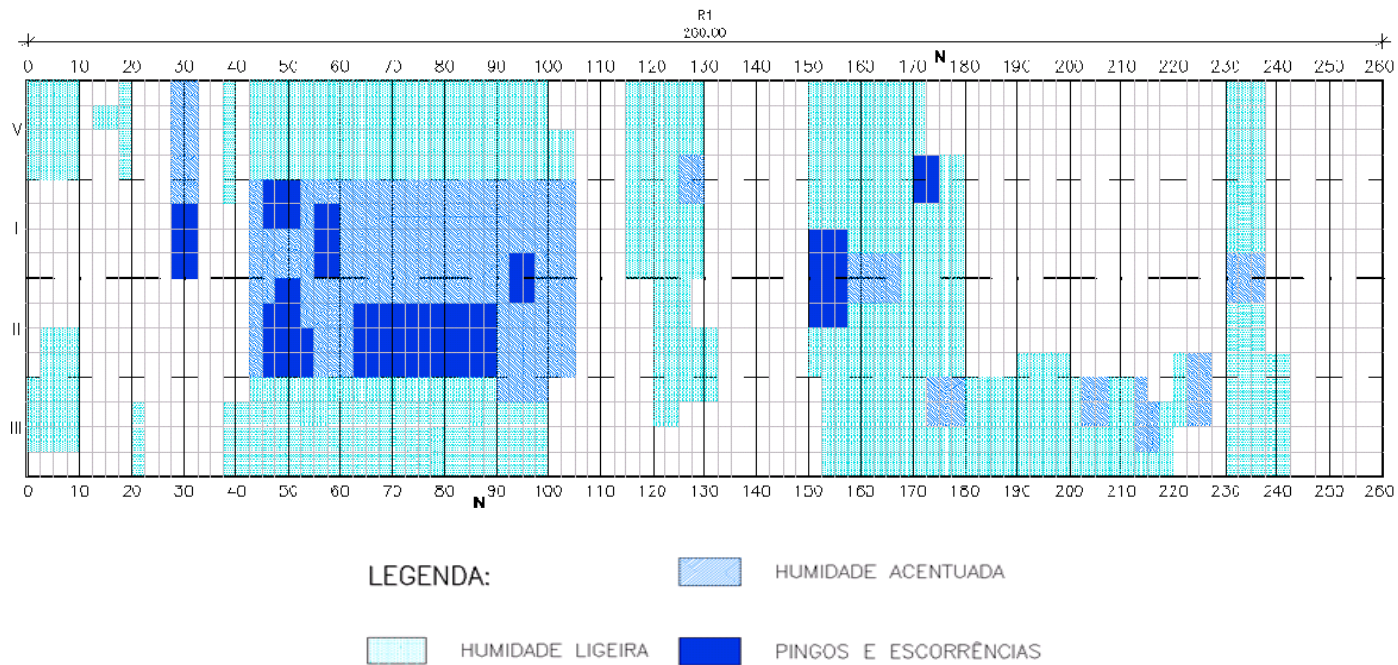 R1
260.00
N
0 10 20 30 40 50 60 70 80 90 100 110 120 130 140 150 160 170 180 190 200 210 220 230 240 250 260
V
I
II
III
0 10 20 30 40 50 60 70 80 90 100 110 120 130 140 150 160 170 180 190 200 210 220 230 240 250 260
N
LEGENDA:
HUMIDADE ACENTUADA
HUMIDADE LIGEIRA
PINGOS E ESCORRÊNCIAS